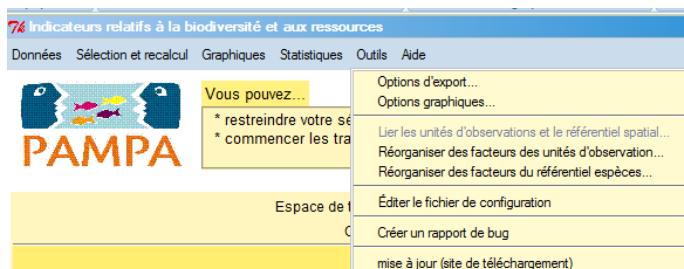 Indicateurs relatifs à la biodiversité et aux ressources
Données Sélection et recalcul Graphiques Statistiques Outils Aide
PAMPA
Vous pouvez...
* restreindre votre sé
* commencer les tra
Espace de t
Options d'export...
Options graphiques...
Lier les unités d'observations et le référentiel spatial...
Réorganiser des facteurs des unités d'observation...
Réorganiser des facteurs du référentiel espèces...
Éditer le fichier de configuration
Créer un rapport de bug
mise à jour (site de téléchargement)